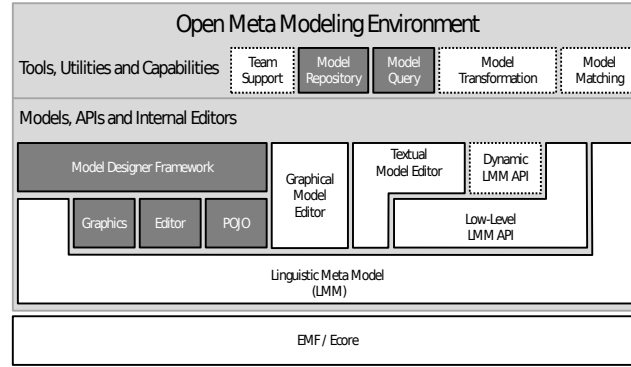 Open Meta Modeling Environment
Tools, Utilities and Capabilities
Team
Support
Model
Repository
Model
Query
Model
Transformation
Model
Matching
Models, APIs and Internal Editors
Model Designer Framework
Graphical
Model
Editor
Textual
Model Editor
Dynamic
LMM API
Graphics
Editor
POJO
Low-Level
LMM API
Linguistic Meta Model
(LMM)
EMF / Ecore